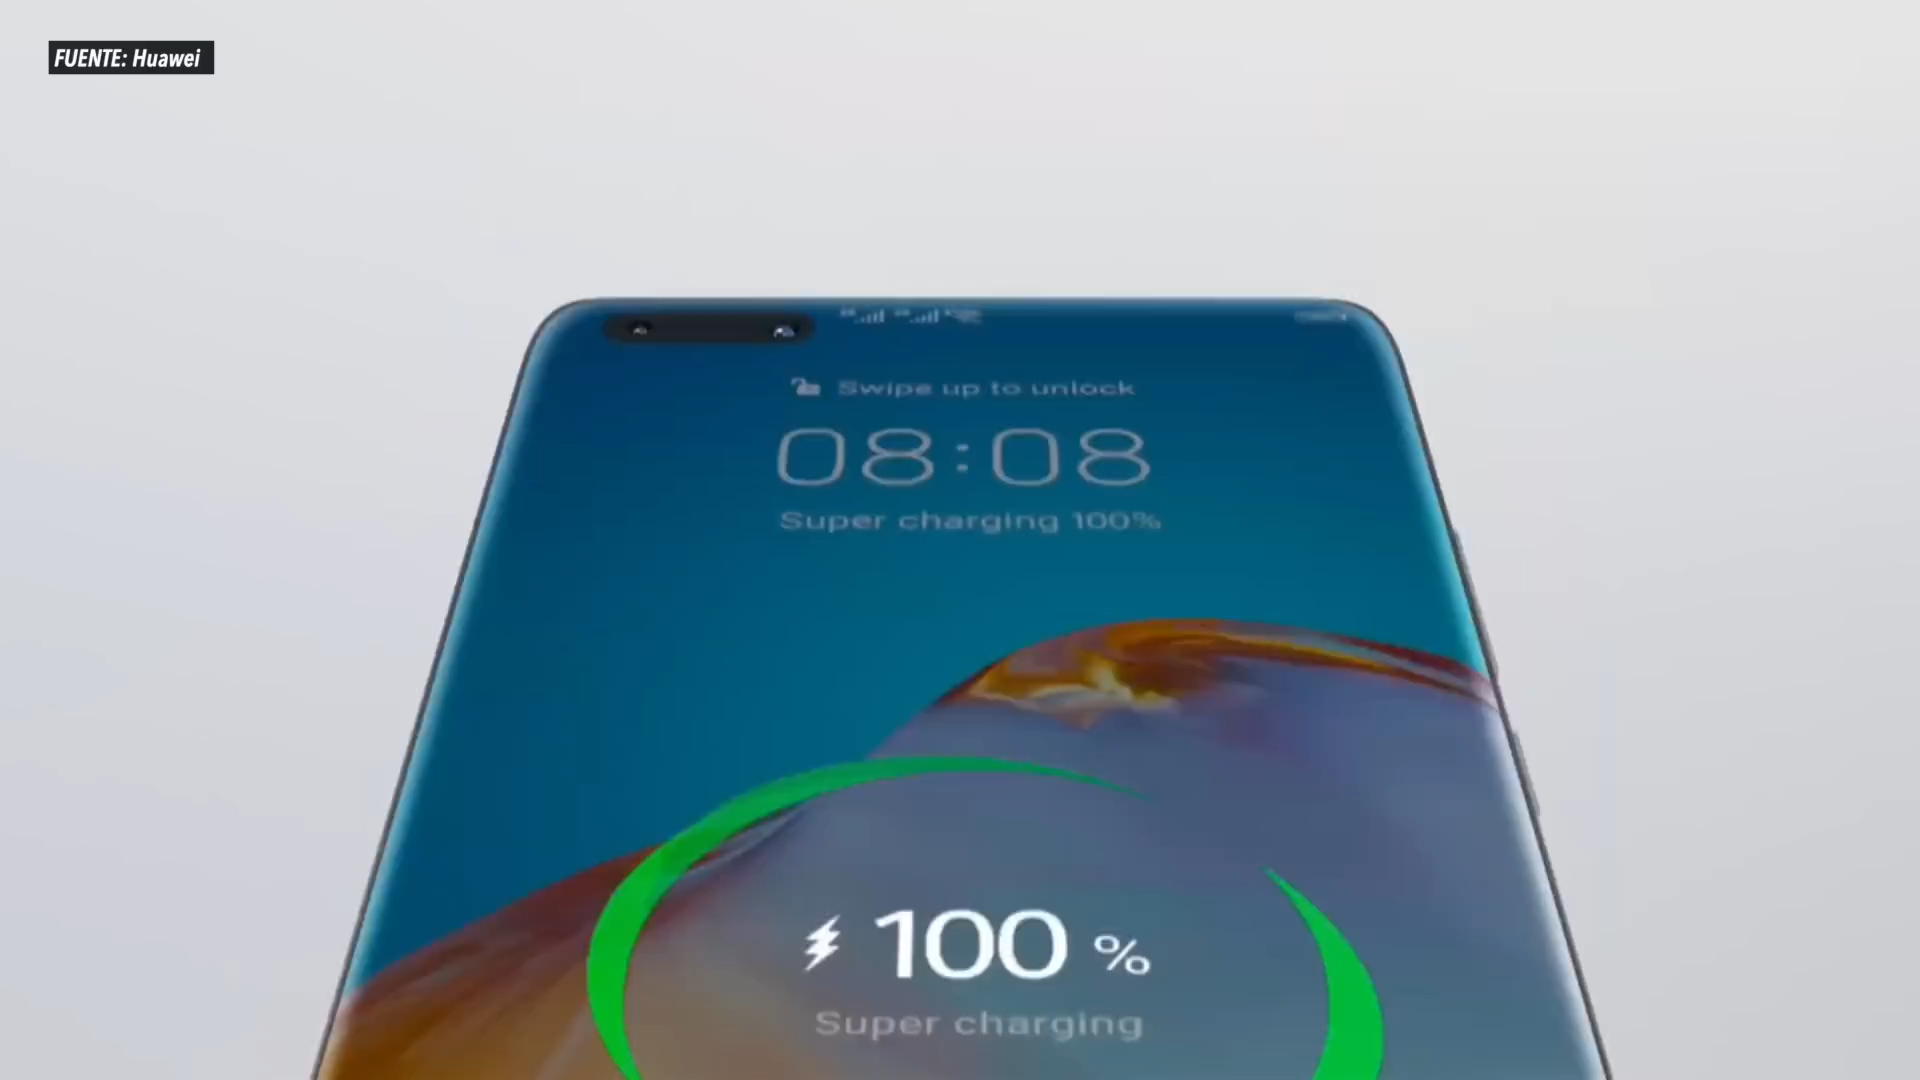 FUENTE: Huawei
Swipe up to unlock
08:08
Super charging 100%
100 %
Super charging